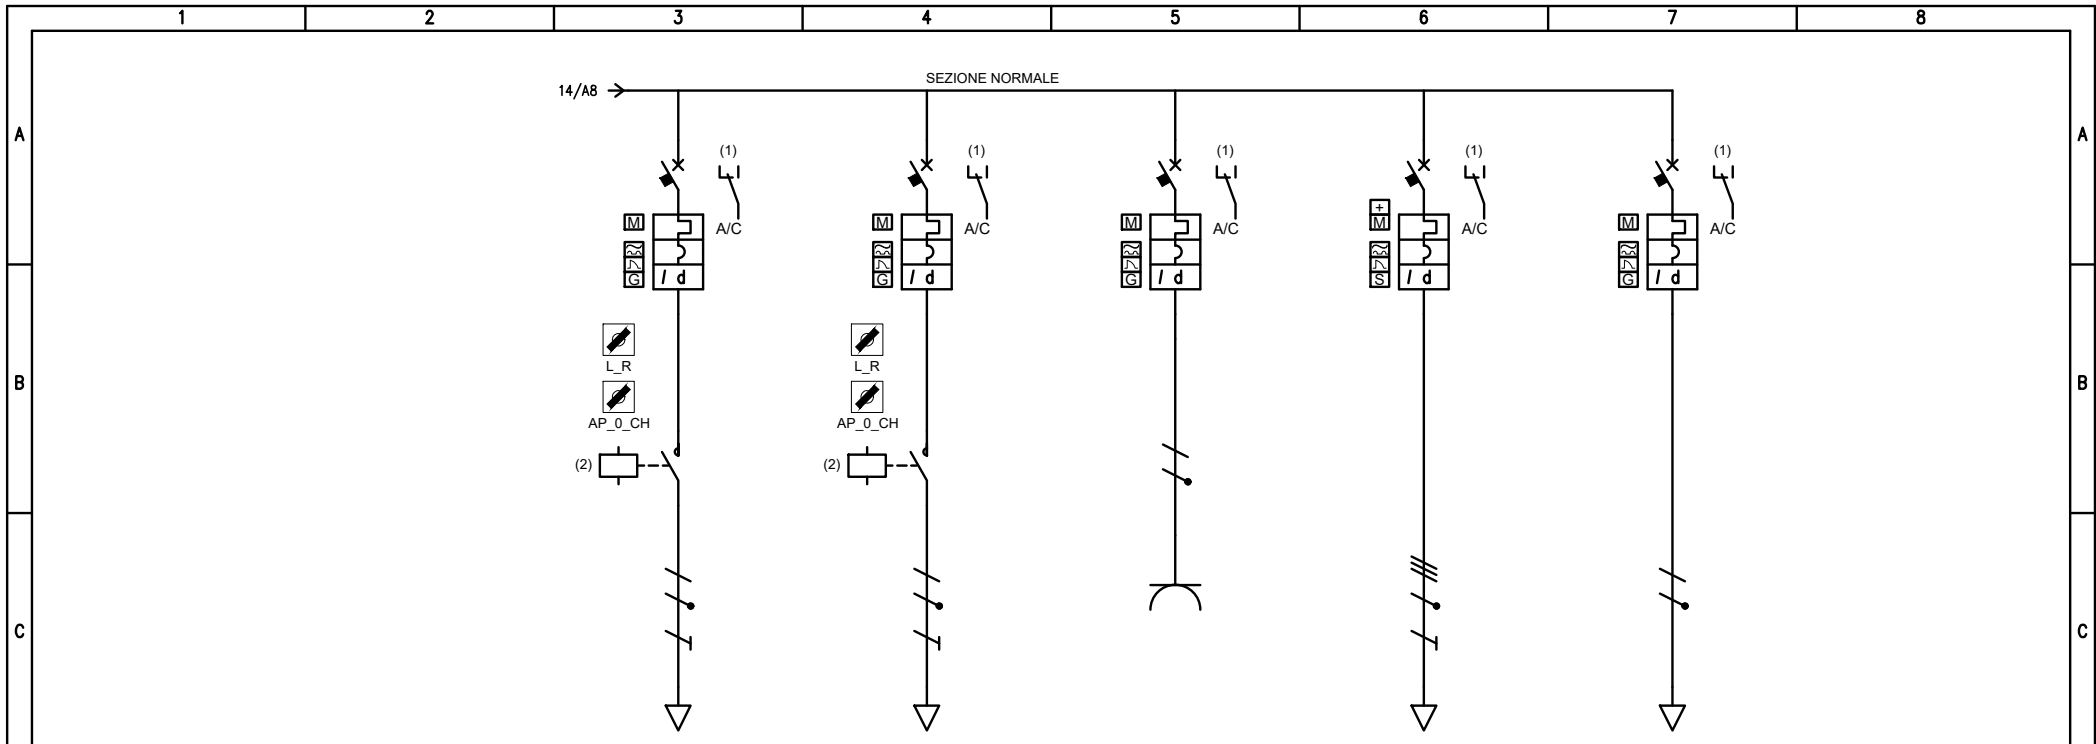 1 2 3 4 5 6 7 8
SEZIONE NORMALE
14/A8
A A
(1) (1) (1) (1) (1)
+
M A/C M A/C M A/C M A/C M A/C
G I d G I d G I d S I d G I d
L_R L_R
B B
AP_0_CH AP_0_CH
(2) (2)
C C